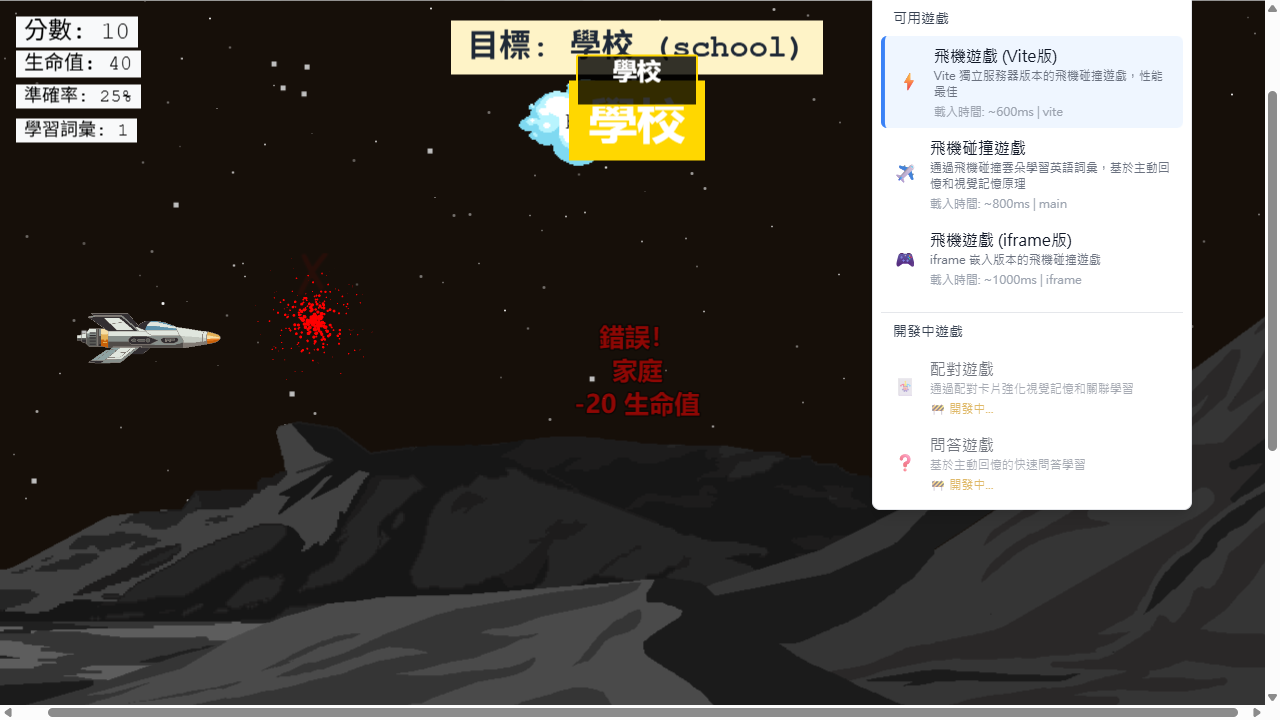 分數: 10
生命值: 40
準確率: 25%
學習詞彙: 1
目標: 學校 (school)
學校
學校
X
錯誤!
家庭
-20 生命值
可用遊戲
飛機遊戲 (Vite版)
Vite 獨立服務器版本的飛機碰撞遊戲，性能
最佳
載入時間: ~600ms | vite
飛機碰撞遊戲
通過飛機碰撞雲朵學習英語詞彙，基於主動回
憶和視覺記憶原理
載入時間: ~800ms | main
飛機遊戲 (iframe版)
iframe 嵌入版本的飛機碰撞遊戲
載入時間: ~1000ms | iframe
開發中遊戲
配對遊戲
通過配對卡片強化視覺記憶和關聯學習
🚧 開發中...
問答遊戲
基於主動回憶的快速問答學習
🚧 開發中...